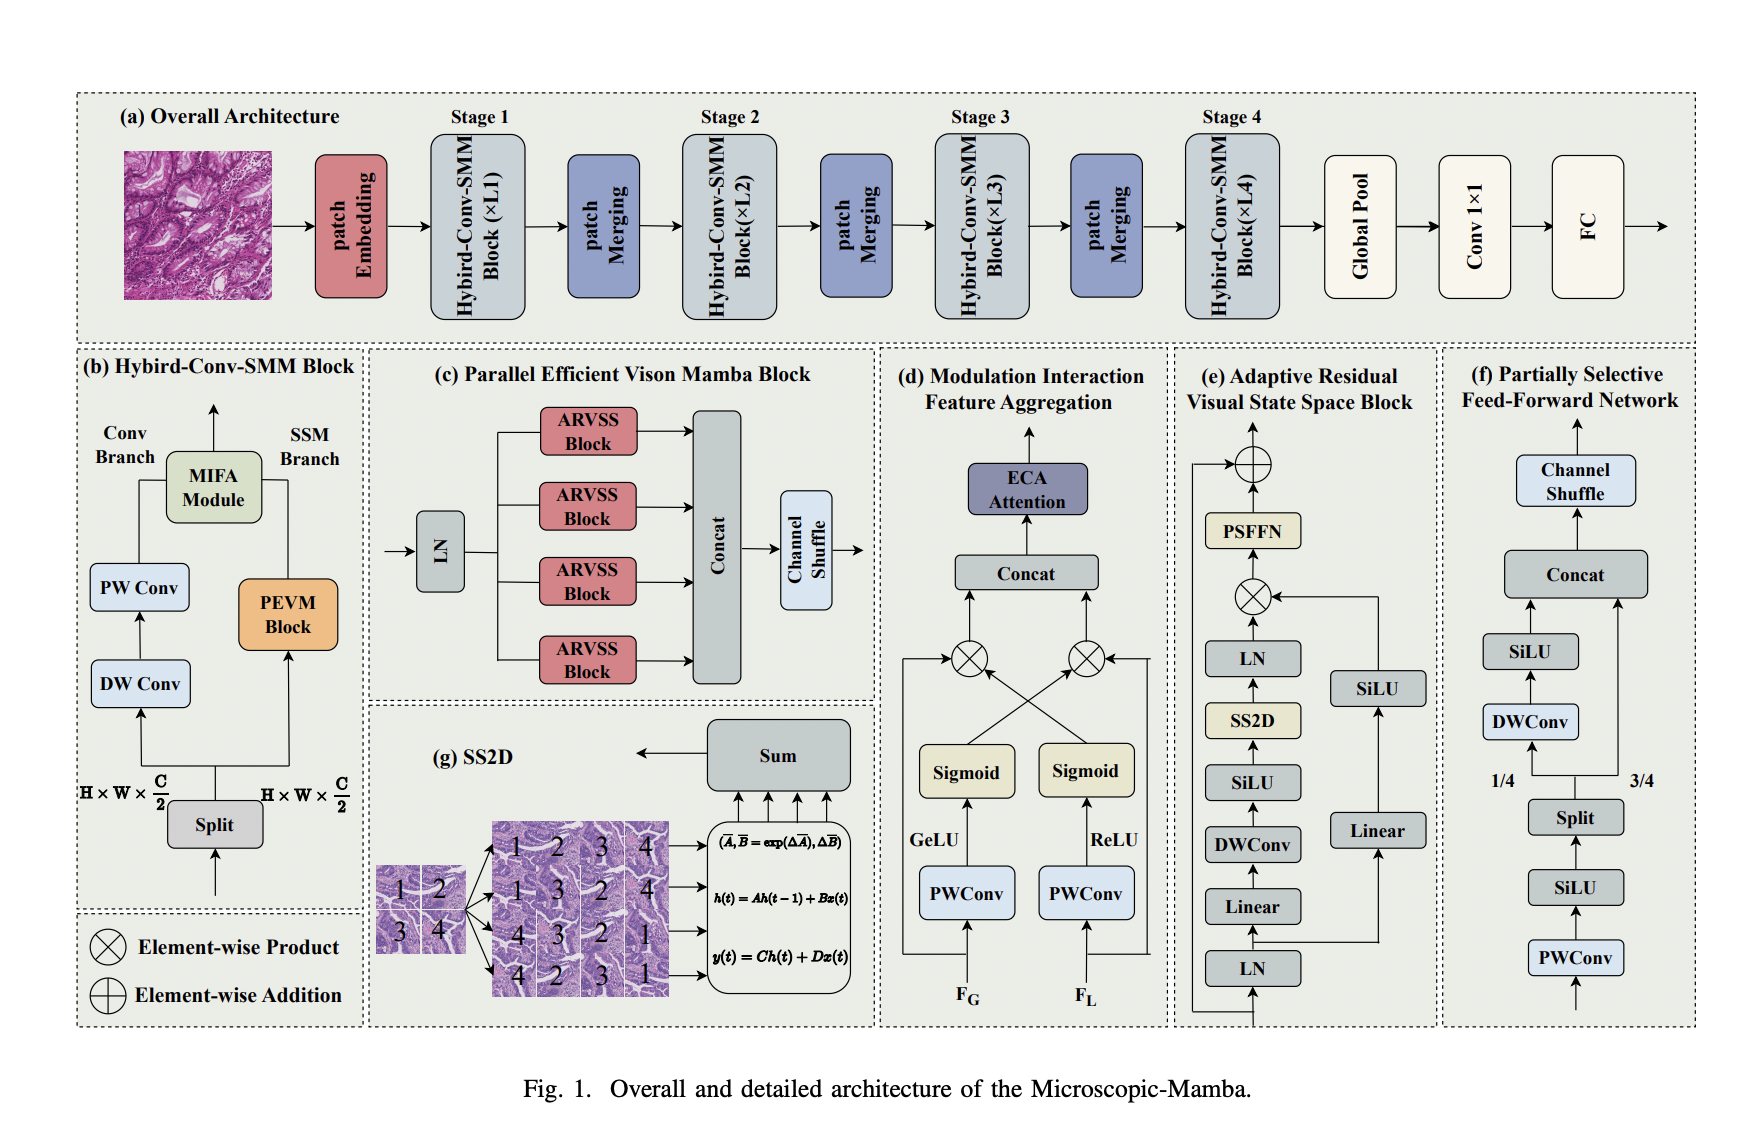 (a) Overall Architecture
Stage 1
Stage 2
Stage 3
Stage 4
patch
Embedding
Hybird-Conv-SMM
Block (×L1)
patch
Merging
Hybird-Conv-SMM
Block(×L2)
patch
Merging
Hybird-Conv-SMM
Block(×L3)
patch
Merging
Hybird-Conv-SMM
Block(×L4)
Global Pool
Conv 1×1
FC
(b) Hybird-Conv-SMM Block
Conv
Branch
SSM
Branch
MIFA
Module
PW Conv
PEVM
Block
DW Conv
H × W × C/2
H × W × C/2
Split
Element-wise Product
Element-wise Addition
(c) Parallel Efficient Vison Mamba Block
LN
ARVSS
Block
ARVSS
Block
ARVSS
Block
ARVSS
Block
Concat
Channel
Shuffle
(g) SS2D
Sum
1 2
3 4
1 2 3 4
1 3 2 4
4 3 2 1
4 2 3 1
(A̅, B̅ = exp(ΔA̅), ΔB̅)
h(t) = Ah(t − 1) + Bx(t)
y(t) = Ch(t) + Dx(t)
(d) Modulation Interaction
Feature Aggregation
ECA
Attention
Concat
Sigmoid
Sigmoid
GeLU
ReLU
PWConv
PWConv
F_G
F_L
(e) Adaptive Residual
Visual State Space Block
PSFFN
LN
SiLU
SS2D
SiLU
DWConv
Linear
Linear
LN
(f) Partially Selective
Feed-Forward Network
Channel
Shuffle
Concat
SiLU
DWConv
1/4
3/4
Split
SiLU
PWConv
Fig. 1. Overall and detailed architecture of the Microscopic-Mamba.